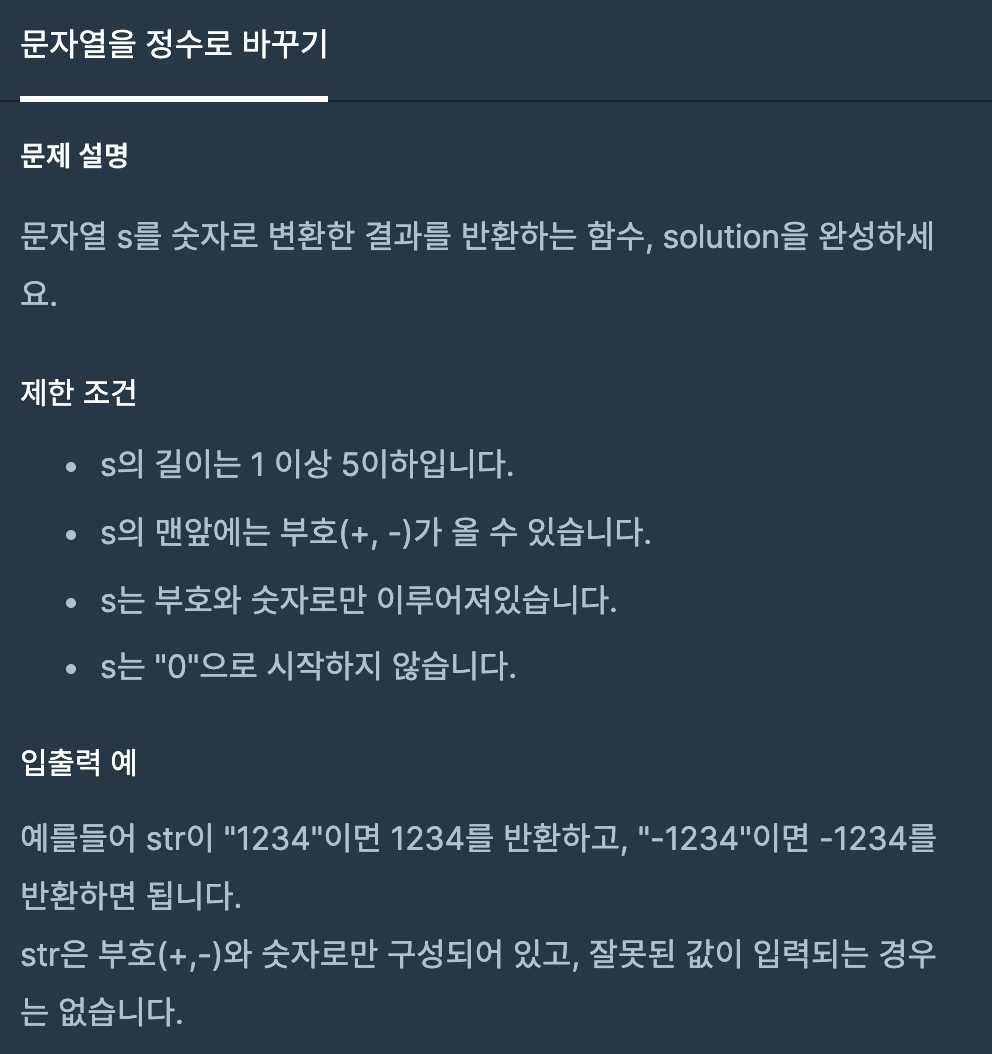 문자열을 정수로 바꾸기
문제 설명
문자열 s를 숫자로 변환한 결과를 반환하는 함수, solution을 완성하세
요.
제한 조건
• s의 길이는 1 이상 5이하입니다.
• s의 맨앞에는 부호(+, -)가 올 수 있습니다.
• s는 부호와 숫자로만 이루어져있습니다.
• s는 "0"으로 시작하지 않습니다.
입출력 예
예를들어 str이 "1234"이면 1234를 반환하고, "-1234"이면 -1234를
반환하면 됩니다.
str은 부호(+,-)와 숫자로만 구성되어 있고, 잘못된 값이 입력되는 경우
는 없습니다.